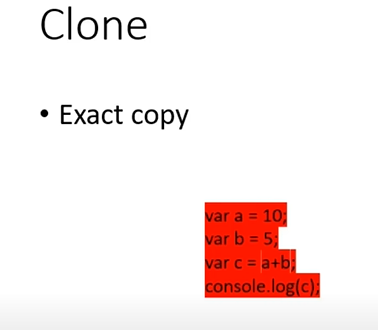 Clone
• Exact copy
var a = 10;
var b = 5;
var c = a+b;
console.log(c);